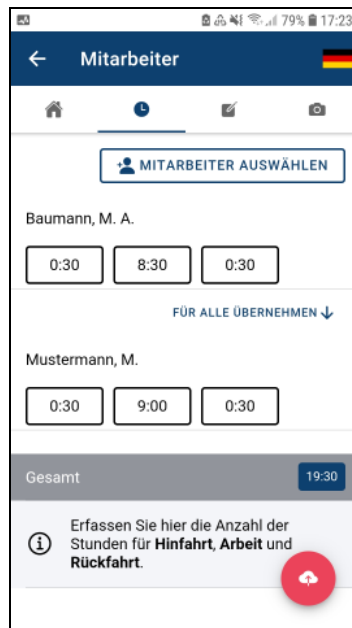 79% 17:23
Mitarbeiter
MITARBEITER AUSWÄHLEN
Baumann, M. A.
0:30 8:30 0:30
FÜR ALLE ÜBERNEHMEN
Mustermann, M.
0:30 9:00 0:30
Gesamt 19:30
Erfassen Sie hier die Anzahl der
Stunden für Hinfahrt, Arbeit und
Rückfahrt.